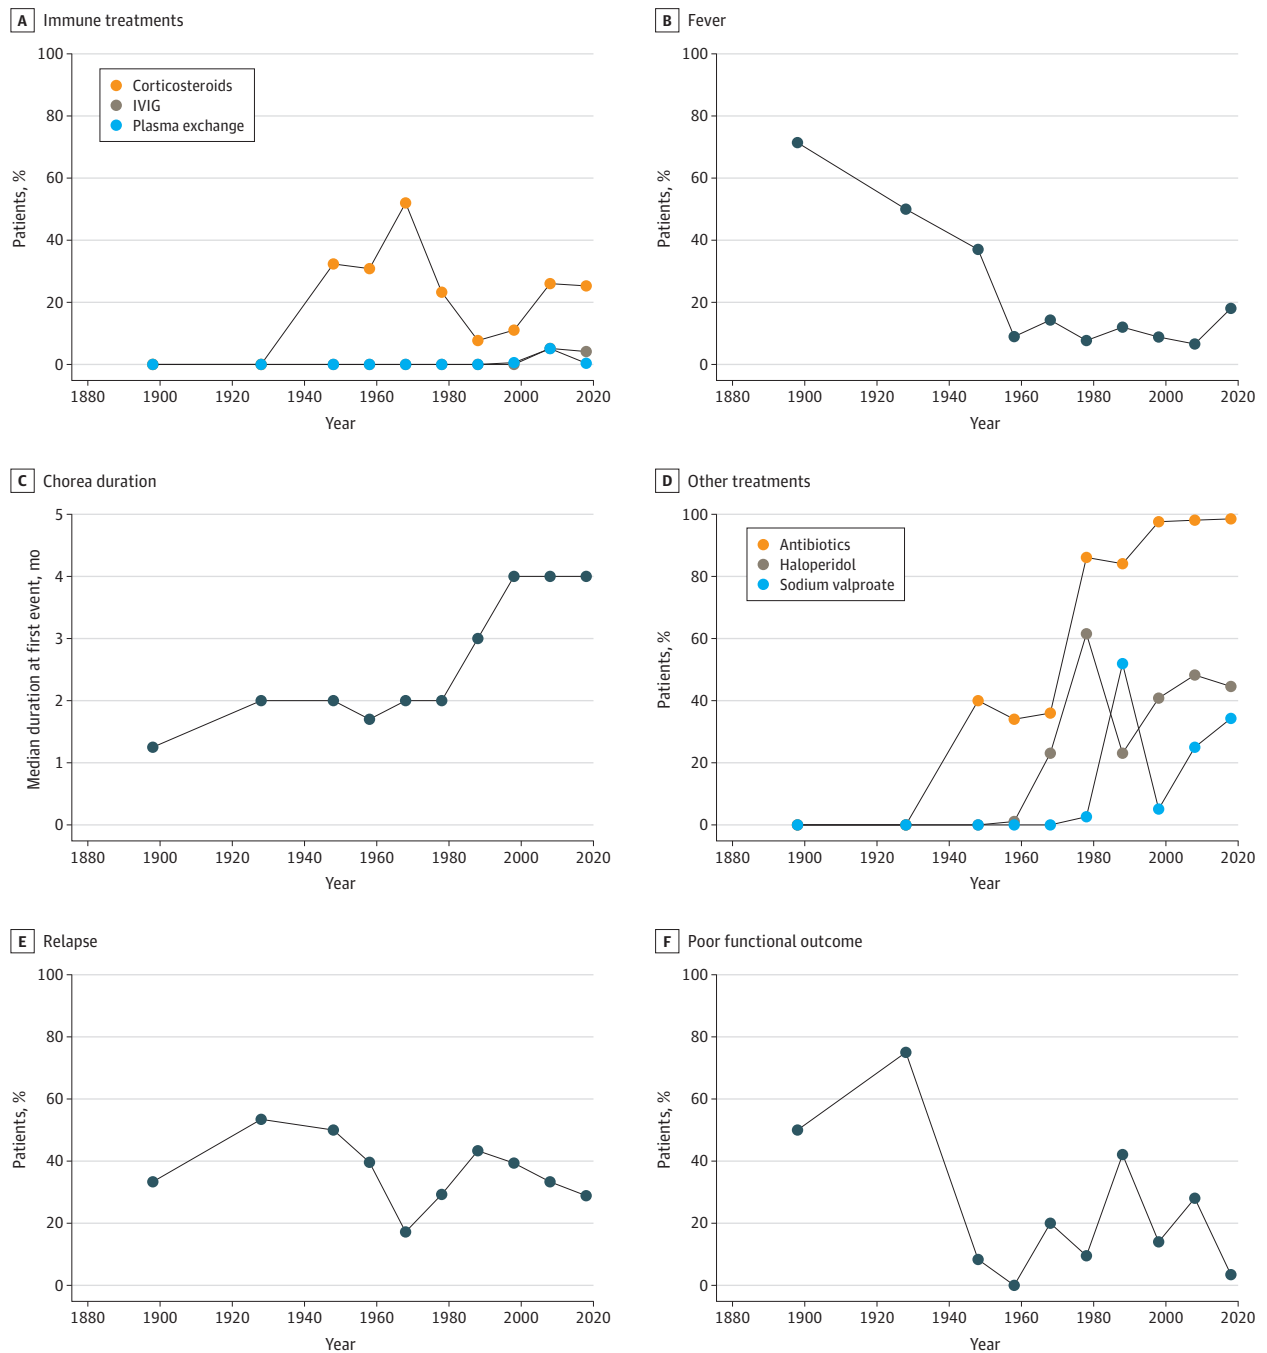 A Immune treatments
100
80
60
40
20
0
Patients, %
Corticosteroids
IVIG
Plasma exchange
1880 1900 1920 1940 1960 1980 2000 2020
Year
B Fever
100
80
60
40
20
0
Patients, %
1880 1900 1920 1940 1960 1980 2000 2020
Year
C Chorea duration
5
4
3
2
1
0
Median duration at first event, mo
1880 1900 1920 1940 1960 1980 2000 2020
Year
D Other treatments
100
80
60
40
20
0
Patients, %
Antibiotics
Haloperidol
Sodium valproate
1880 1900 1920 1940 1960 1980 2000 2020
Year
E Relapse
100
80
60
40
20
0
Patients, %
1880 1900 1920 1940 1960 1980 2000 2020
Year
F Poor functional outcome
100
80
60
40
20
0
Patients, %
1880 1900 1920 1940 1960 1980 2000 2020
Year